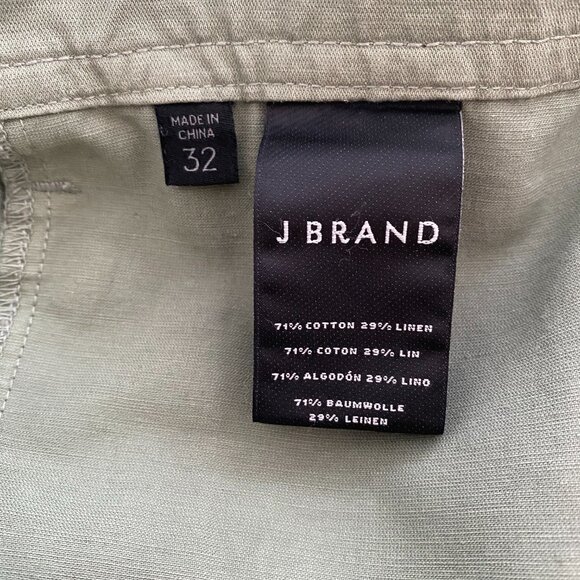 MADE IN
CHINA
32
J BRAND
71% COTTON 29% LINEN
71% COTON 29% LIN
71% ALGODÓN 29% LINO
71% BAUMWOLLE
29% LEINEN